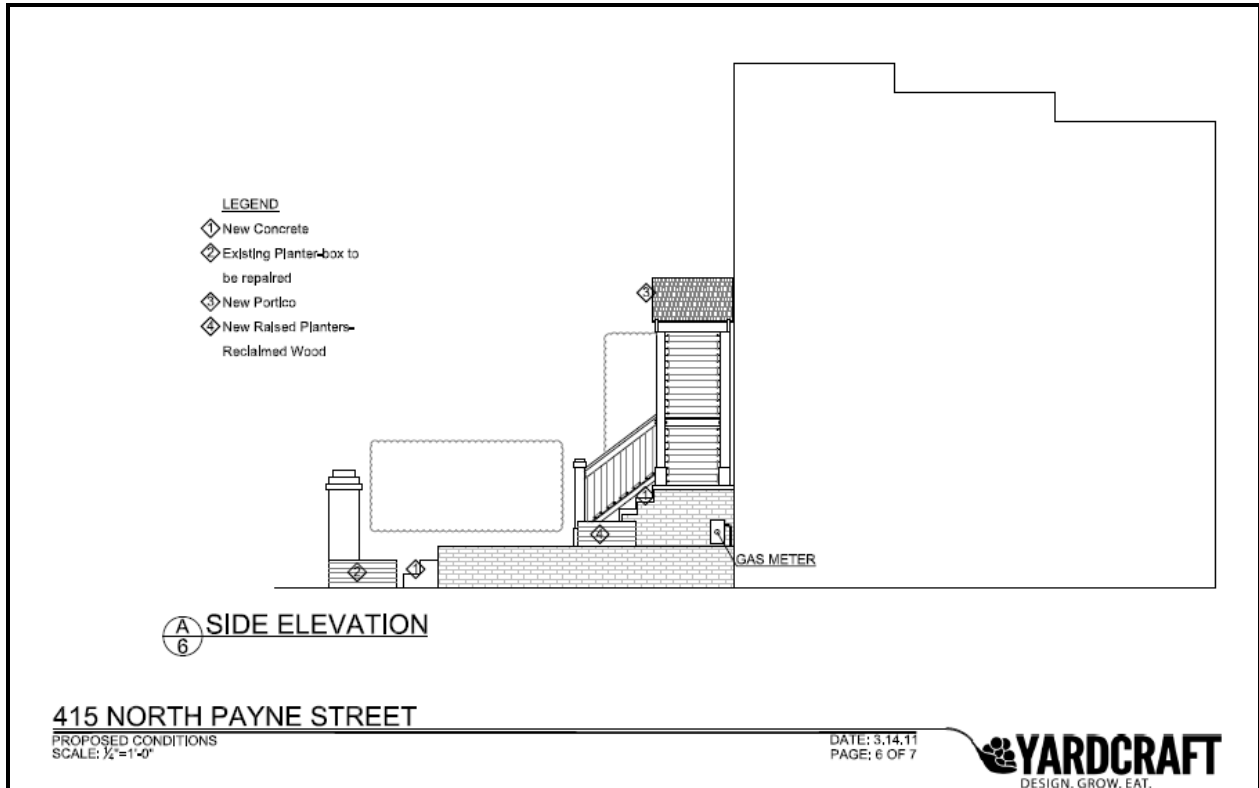 LEGEND
1 New Concrete
2 Existing Planter-box to
be repaired
3 New Portico
4 New Raised Planters-
Reclaimed Wood
3
1
4
GAS METER
2
1
A
6
SIDE ELEVATION
415 NORTH PAYNE STREET
PROPOSED CONDITIONS
SCALE: ¼"=1'-0"
DATE: 3.14.11
PAGE: 6 OF 7
YARDCRAFT
DESIGN. GROW. EAT.